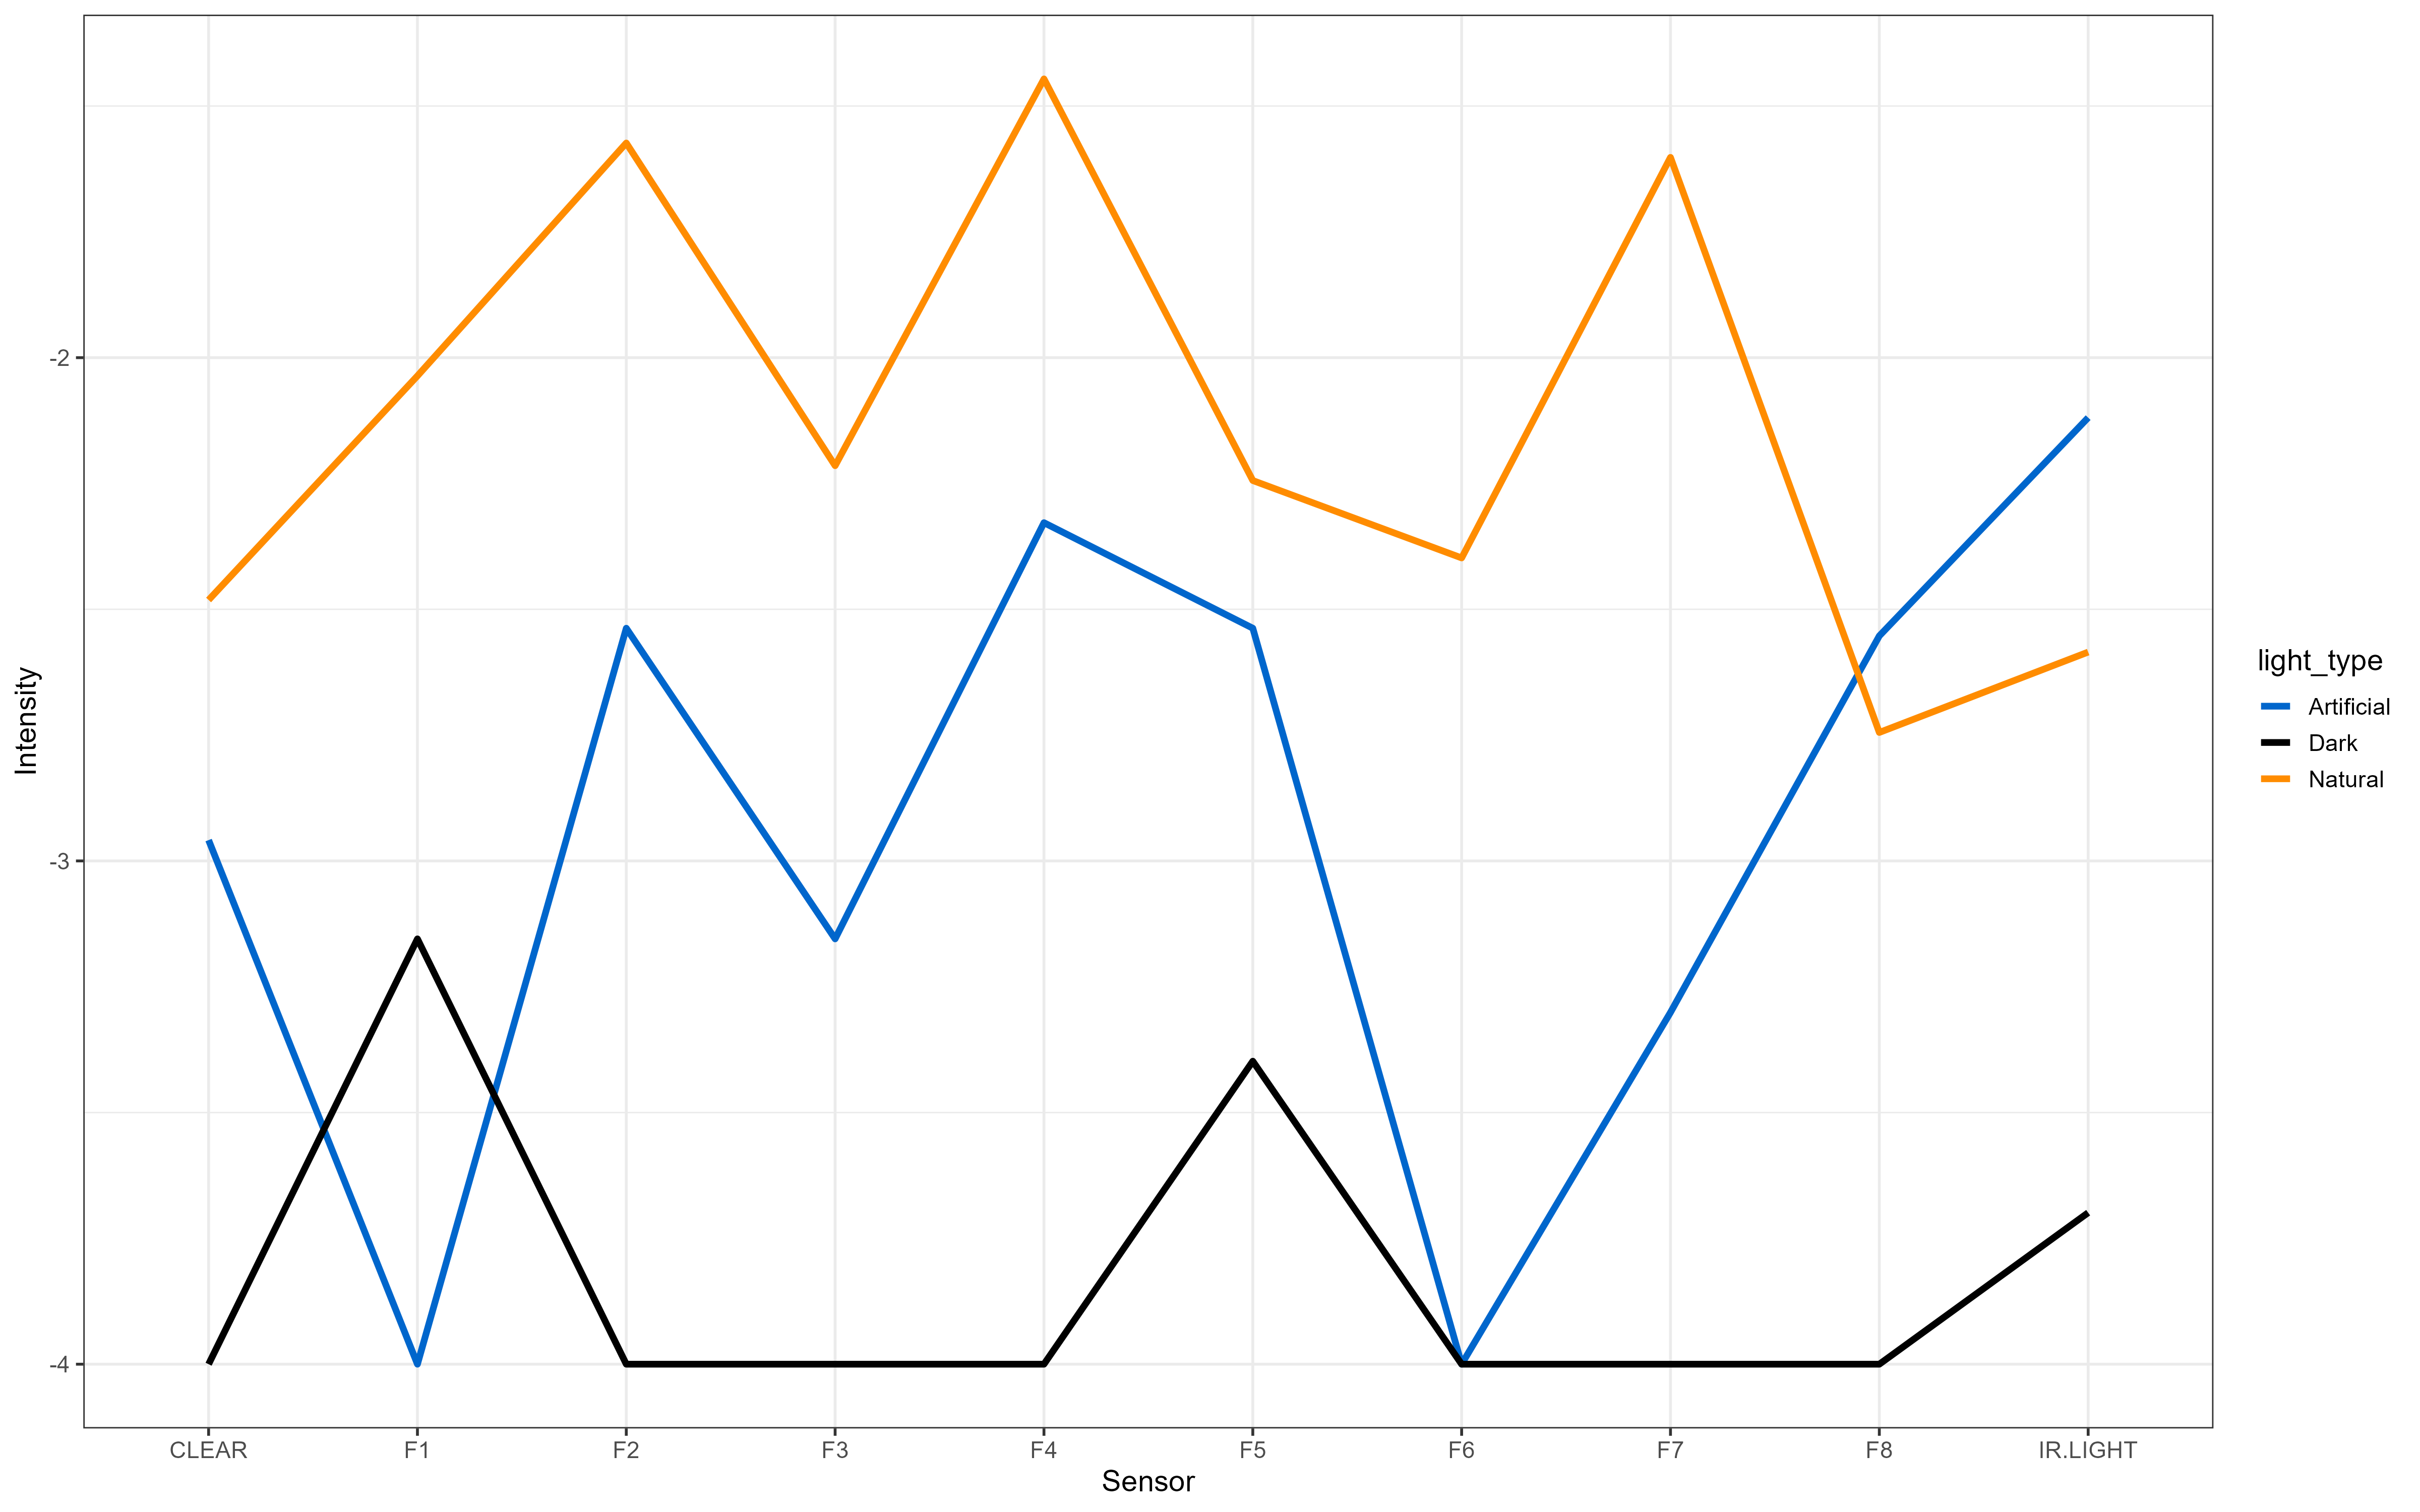 Intensity
-2
-3
-4
CLEAR F1 F2 F3 F4 F5 F6 F7 F8 IR.LIGHT
Sensor
light_type
Artificial
Dark
Natural